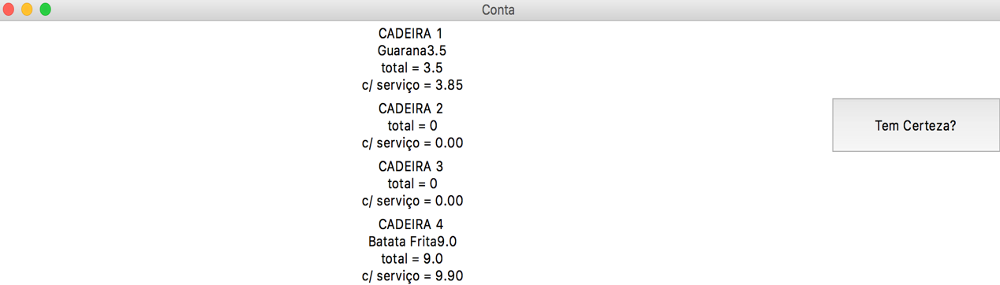 Conta
CADEIRA 1
Guarana3.5
total = 3.5
c/ serviço = 3.85
CADEIRA 2
total = 0
c/ serviço = 0.00
Tem Certeza?
CADEIRA 3
total = 0
c/ serviço = 0.00
CADEIRA 4
Batata Frita9.0
total = 9.0
c/ serviço = 9.90